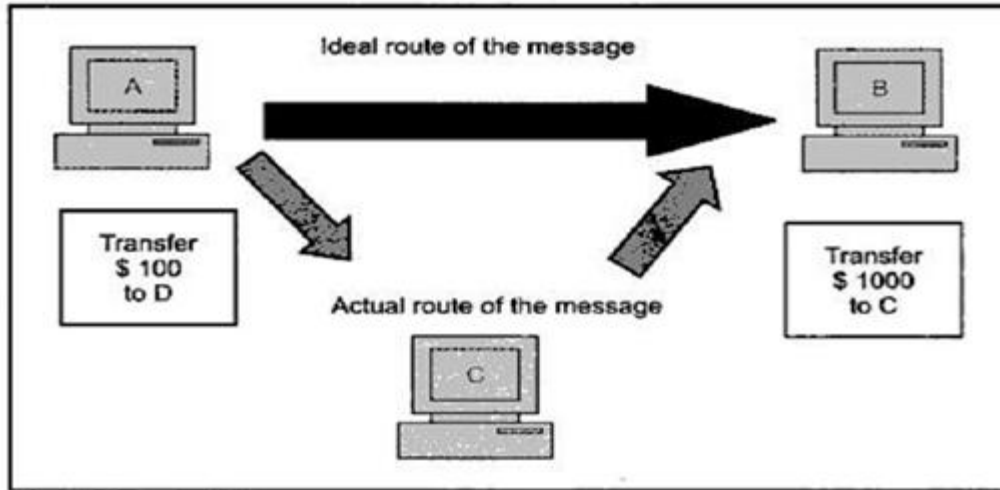 Ideal route of the message
A
B
Transfer
$ 100
to D
Transfer
$ 1000
to C
Actual route of the message
C